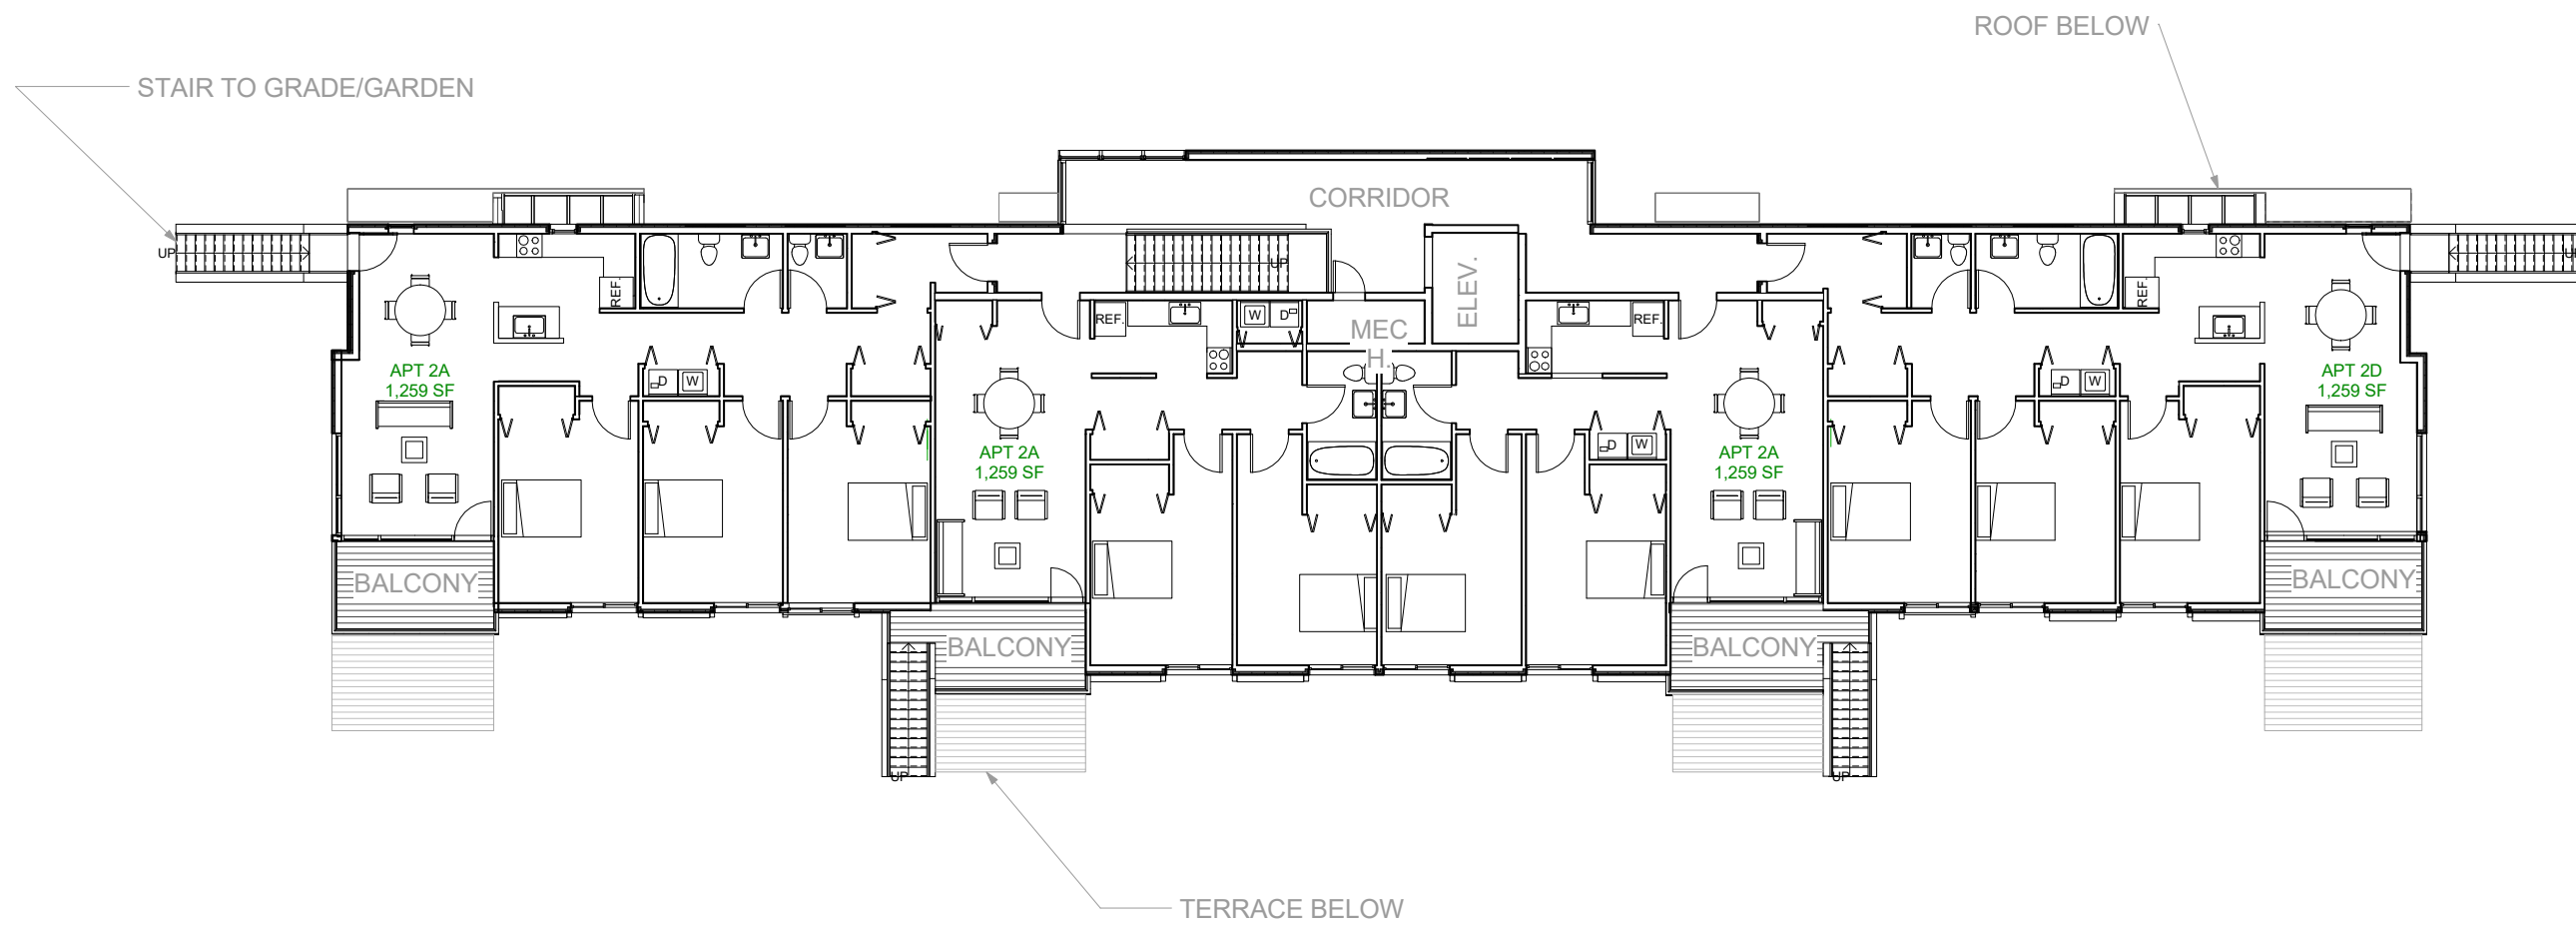 ROOF BELOW
STAIR TO GRADE/GARDEN
CORRIDOR
UP
UP
UP
ELEV.
REF.
REF.
REF.
W
D
MEC
H.
REF.
APT 2A
1,259 SF
D
W
D
W
APT 2D
1,259 SF
APT 2A
1,259 SF
D
W
APT 2A
1,259 SF
BALCONY
BALCONY
BALCONY
BALCONY
UP
UP
TERRACE BELOW